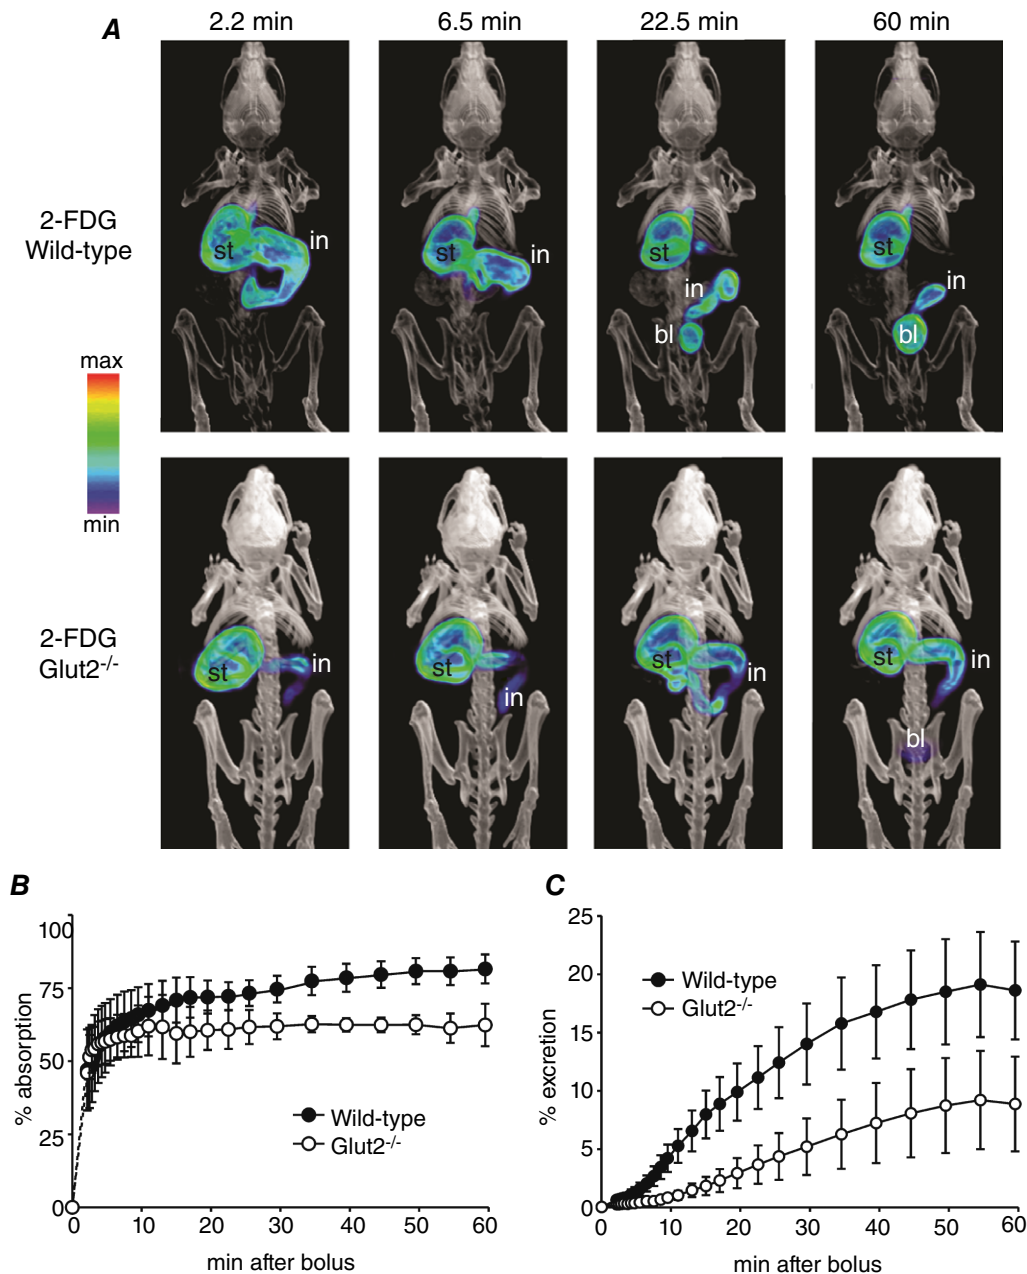 A
2.2 min
6.5 min
22.5 min
60 min
2-FDG
Wild-type
st
in
st
in
st
in
bl
st
in
bl
max
min
2-FDG
Glut2-/-
st
in
st
in
st
in
st
in
bl
B
100
75
50
25
0
% absorption
Wild-type
Glut2-/-
0
10
20
30
40
50
60
min after bolus
C
25
20
15
10
5
0
% excretion
Wild-type
Glut2-/-
0
10
20
30
40
50
60
min after bolus